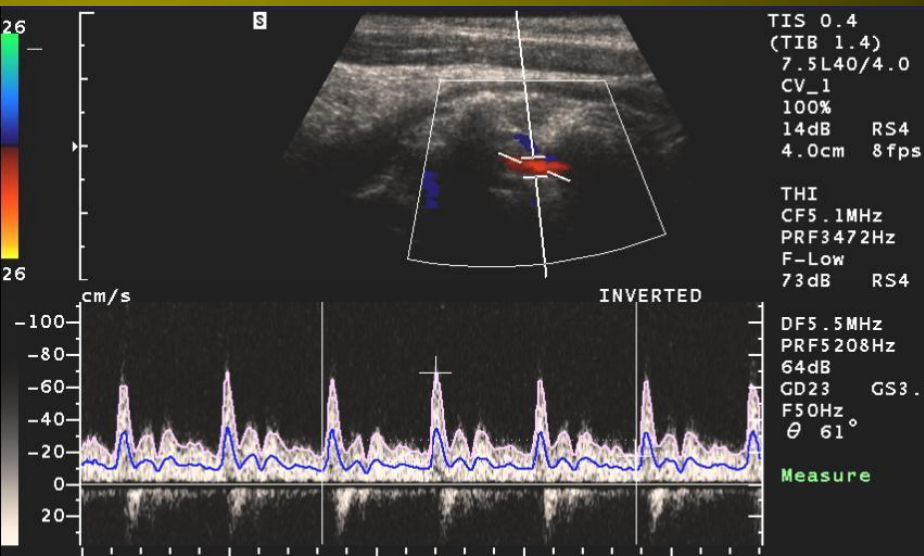 26
S
26
TIS 0.4
(TIB 1.4)
7.5L40/4.0
CV_1
100%
14dB RS4
4.0cm 8fps
THI
CF5.1MHz
PRF3472Hz
F-Low
73dB RS4
cm/s
INVERTED
-100
-80
-60
-40
-20
0
20
DF5.5MHz
PRF5208Hz
64dB
GD23 GS3.
F50Hz
θ 61°
Measure